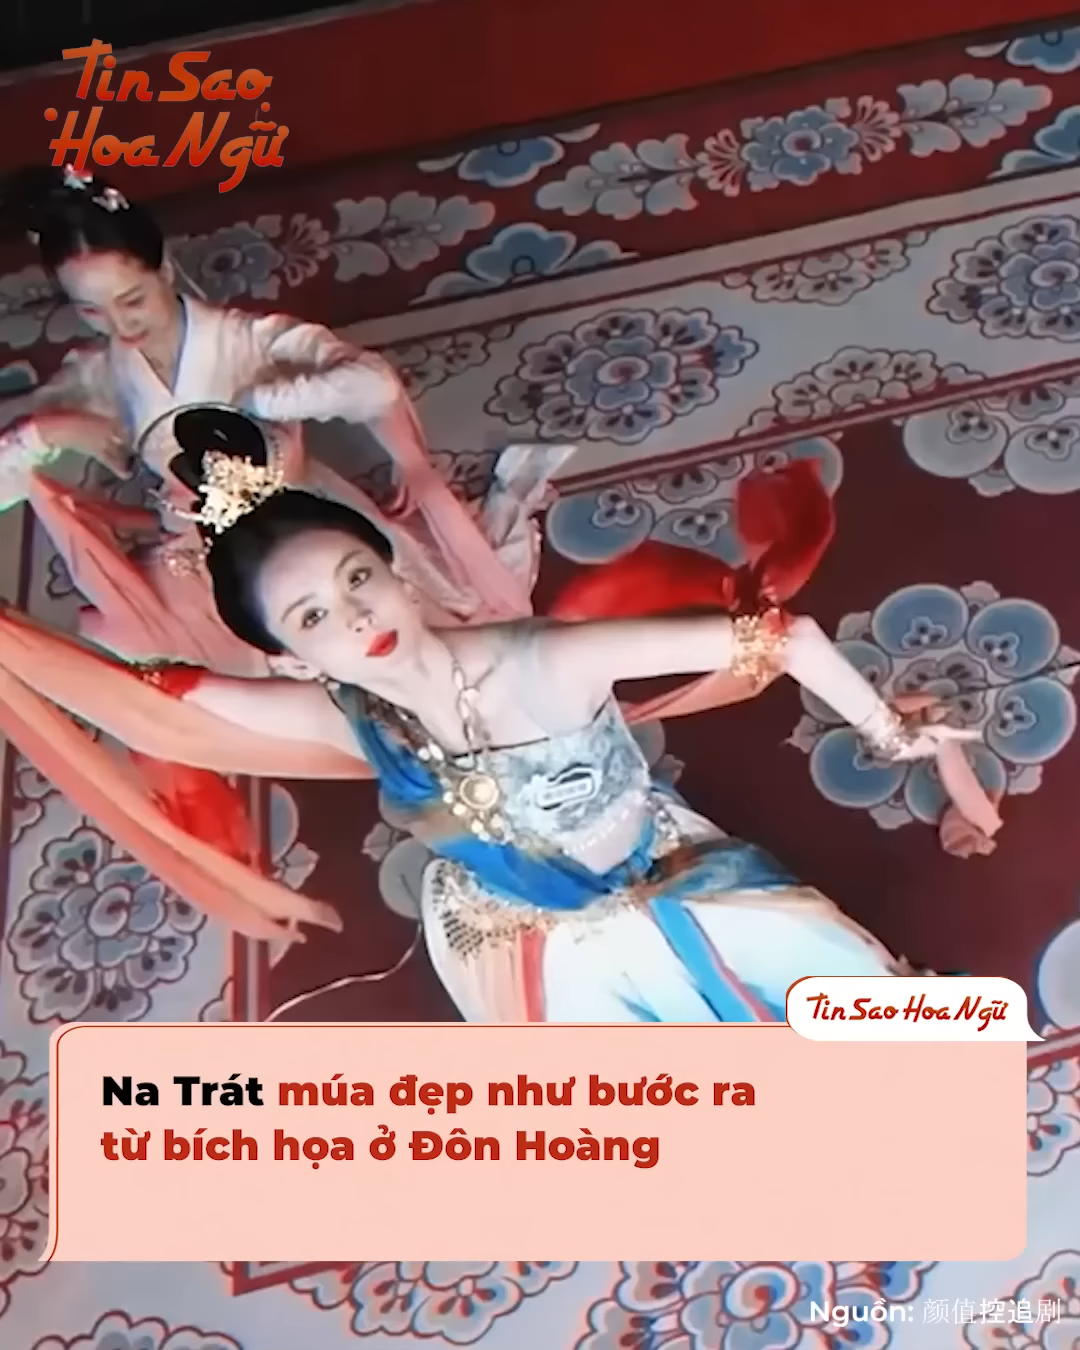 Tin Sao
Hoa Ngữ
Tin Sao Hoa Ngữ
Na Trát múa đẹp như bước ra
từ bích họa ở Đôn Hoàng
Nguồn: 颜值控追剧